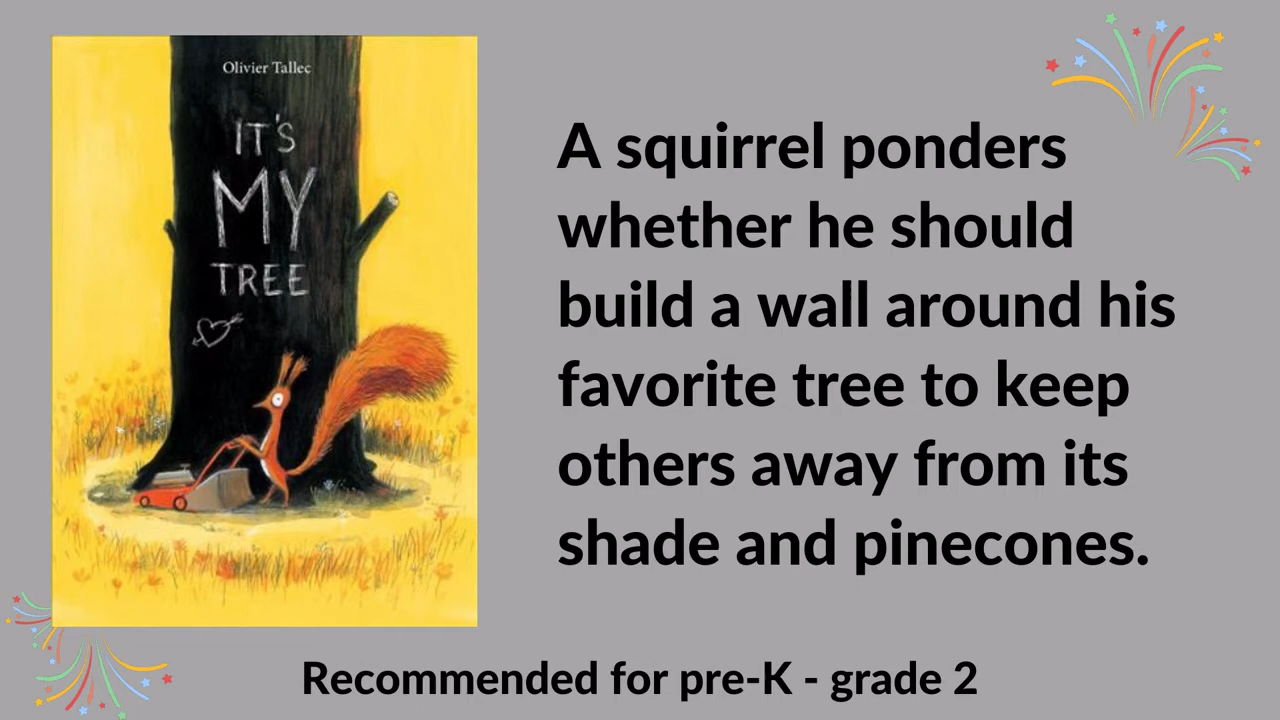 Olivier Tallec
IT'S
MY
TREE
A squirrel ponders
whether he should
build a wall around his
favorite tree to keep
others away from its
shade and pinecones.
Recommended for pre-K - grade 2